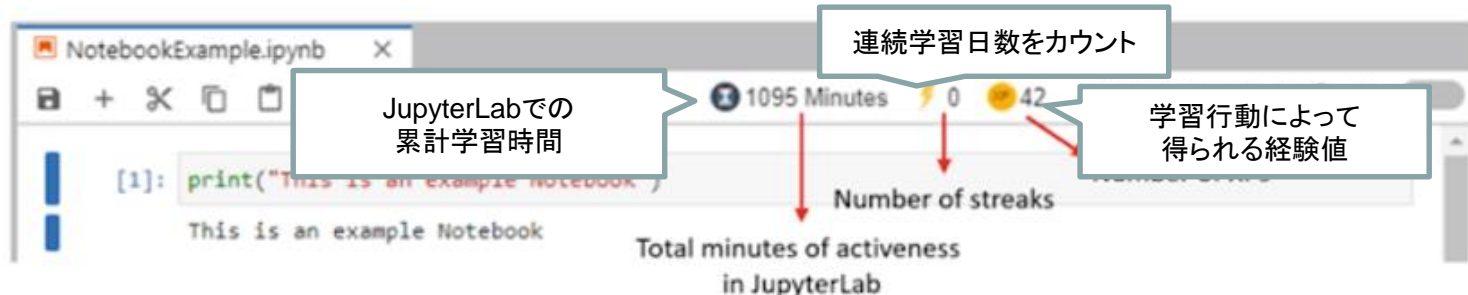 NotebookExample.ipynb
連続学習日数をカウント
JupyterLabでの
累計学習時間
1095 Minutes
0
XP 42
学習行動によって
得られる経験値
[1]: print("This is an example Notebook")
This is an example Notebook
Number of streaks
Total minutes of activeness
in JupyterLab